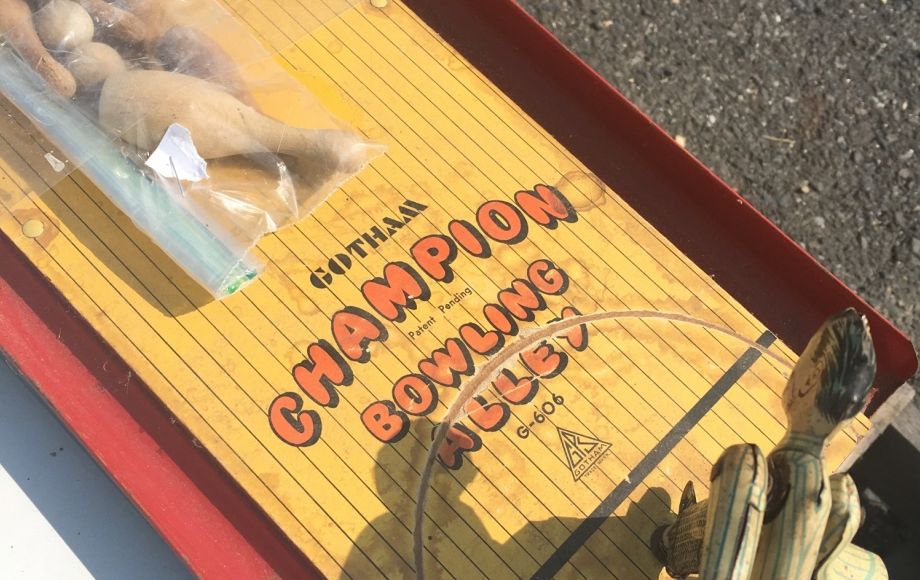 GOTHAM
CHAMPION
Patent Pending
BOWLING
ALLEY
G-606
GOTHAM